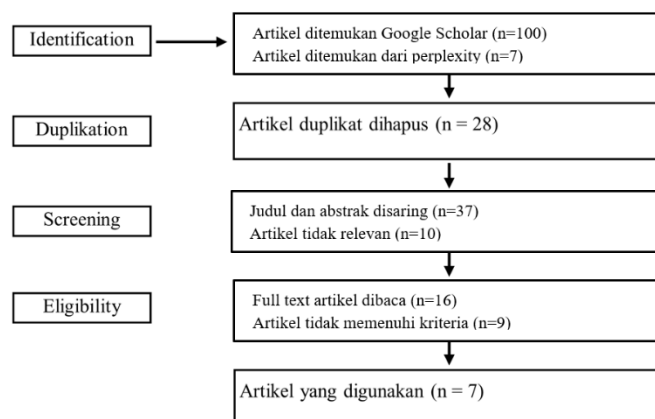 Identification
Artikel ditemukan Google Scholar (n=100)
Artikel ditemukan dari perplexity (n=7)
Duplikation
Artikel duplikat dihapus (n = 28)
Screening
Judul dan abstrak disaring (n=37)
Artikel tidak relevan (n=10)
Eligibility
Full text artikel dibaca (n=16)
Artikel tidak memenuhi kriteria (n=9)
Artikel yang digunakan (n = 7)